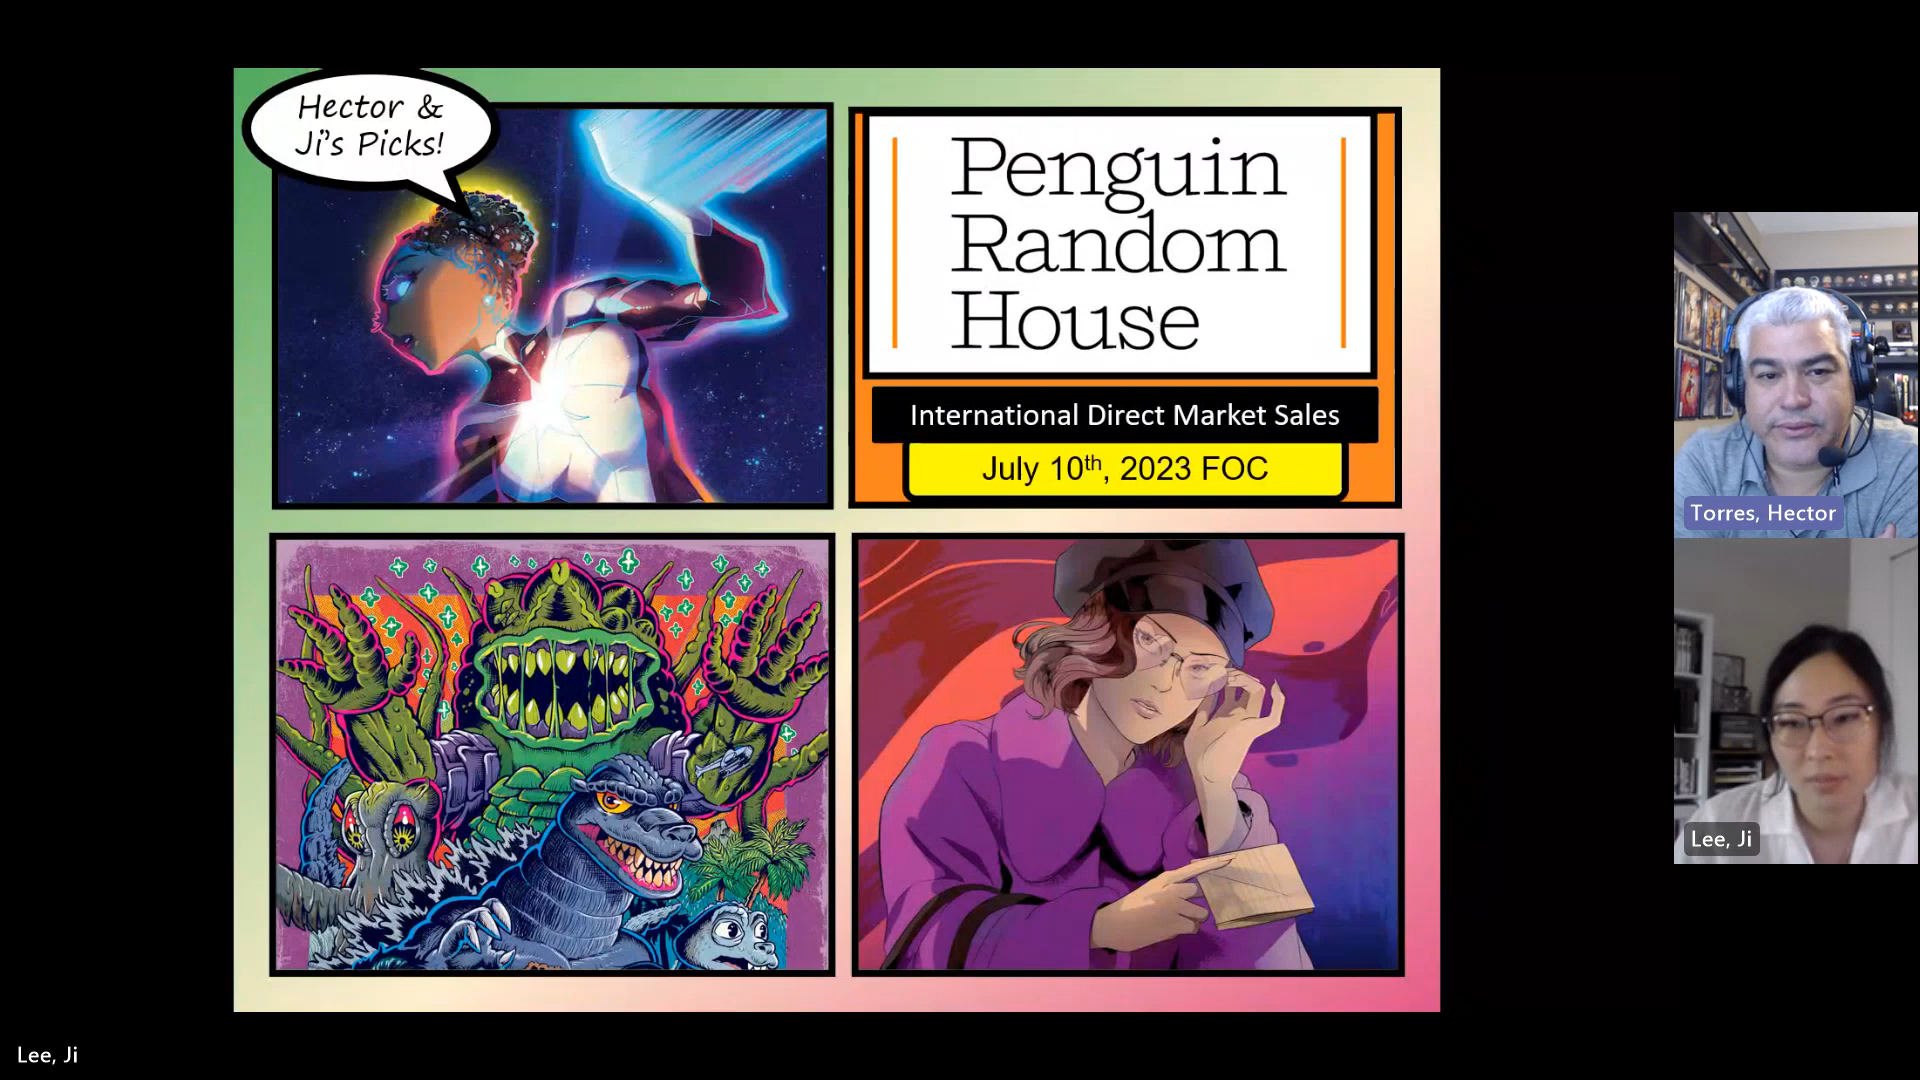 Hector &
Ji's Picks!
Penguin
Random
House
International Direct Market Sales
July 10th, 2023 FOC
Torres, Hector
Lee, Ji
Lee, Ji